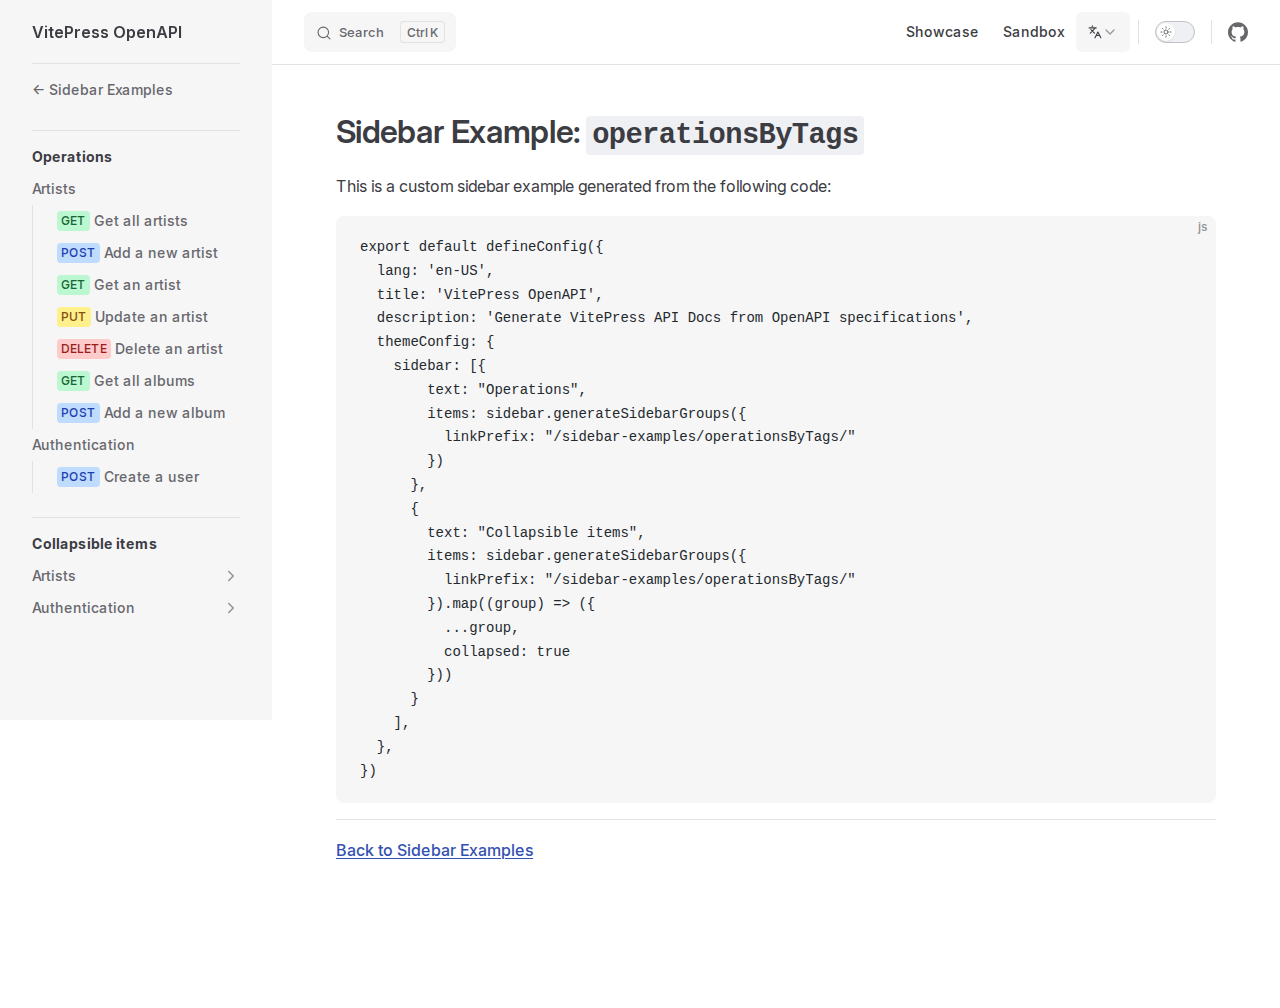 VitePress OpenAPI
Search Ctrl K
Showcase
Sandbox
← Sidebar Examples
Operations
Artists
GET Get all artists
POST Add a new artist
GET Get an artist
PUT Update an artist
DELETE Delete an artist
GET Get all albums
POST Add a new album
Authentication
POST Create a user
Collapsible items
Artists
Authentication
Sidebar Example: operationsByTags
This is a custom sidebar example generated from the following code:
js
export default defineConfig({
  lang: 'en-US',
  title: 'VitePress OpenAPI',
  description: 'Generate VitePress API Docs from OpenAPI specifications',
  themeConfig: {
    sidebar: [{
        text: "Operations",
        items: sidebar.generateSidebarGroups({
          linkPrefix: "/sidebar-examples/operationsByTags/"
        })
      },
      {
        text: "Collapsible items",
        items: sidebar.generateSidebarGroups({
          linkPrefix: "/sidebar-examples/operationsByTags/"
        }).map((group) => ({
          ...group,
          collapsed: true
        }))
      }
    ],
  },
})
Back to Sidebar Examples